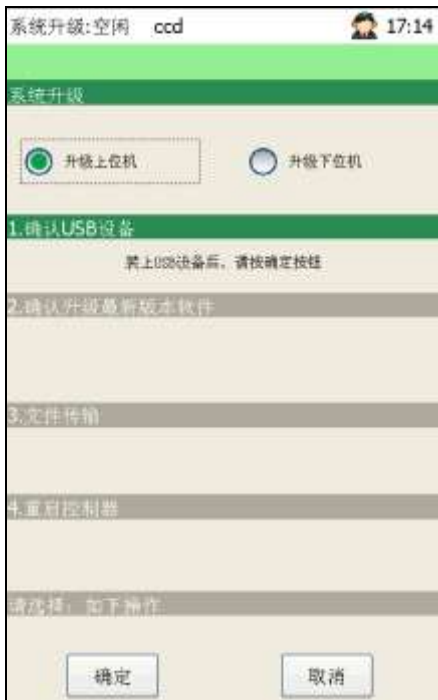 系统升级:空闲 ccd 17:14
系统升级
升级上位机 升级下位机
1.确认USB设备
装上USB设备后，请按确定按钮
2.确认升级最新版本软件
3.文件传输
4.重启控制器
请选择：如下操作
确定 取消